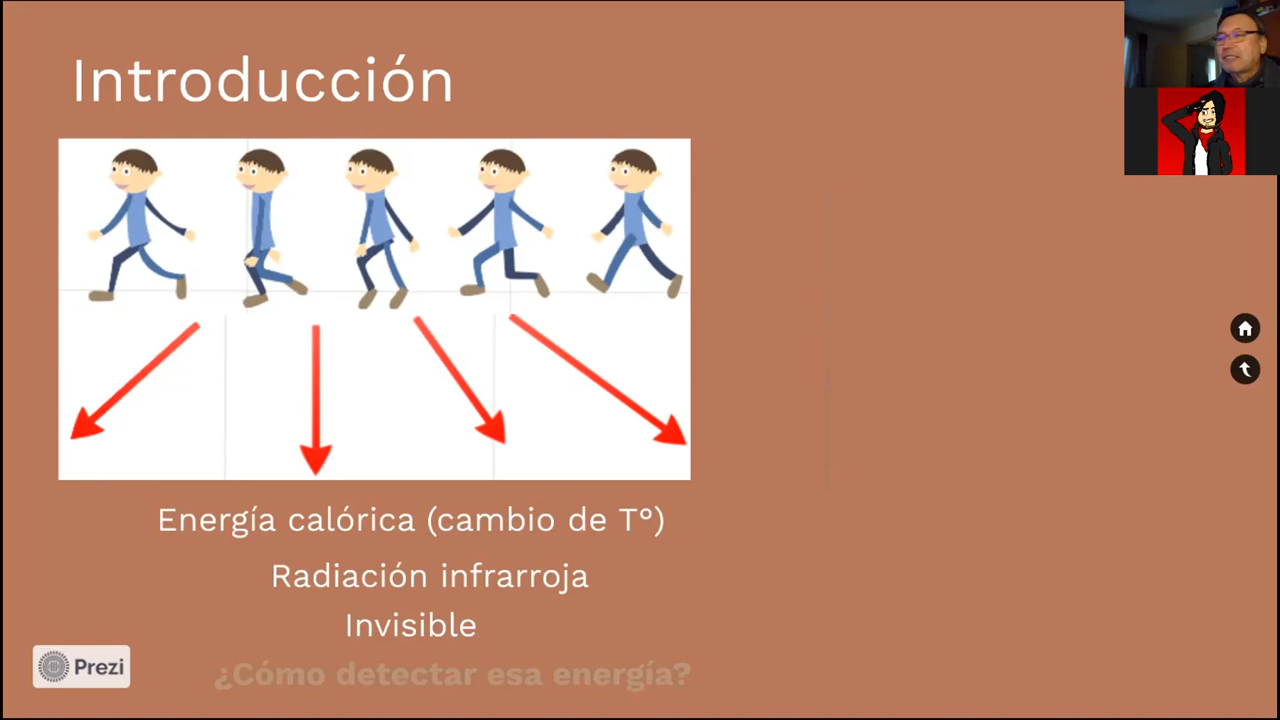 Introducción
Energía calórica (cambio de T°)
Radiación infrarroja
Invisible
Prezi
¿Cómo detectar esa energía?